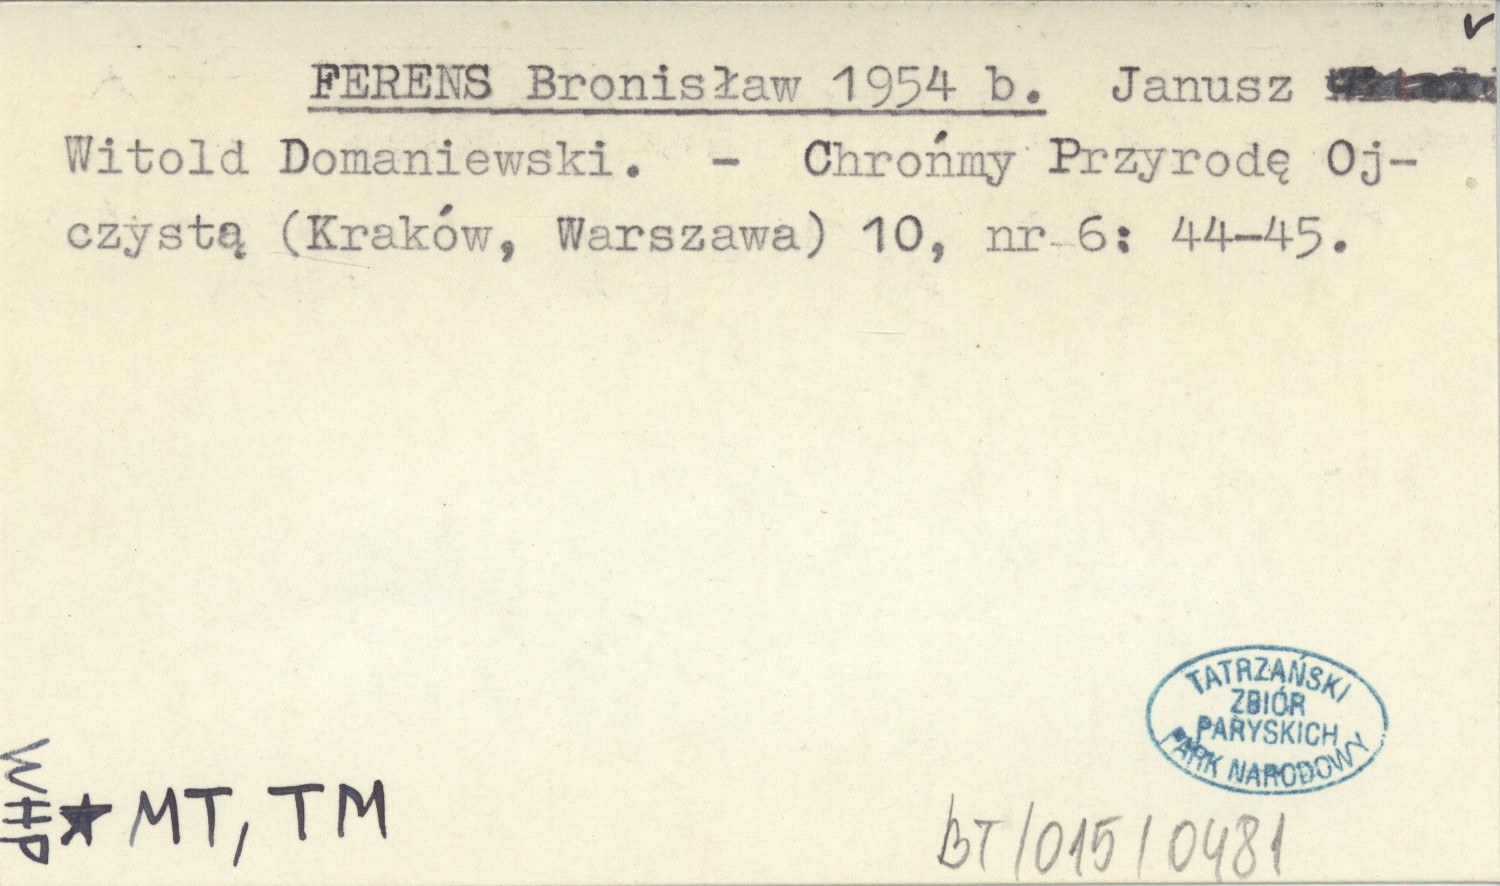 ✓
FERENS Bronisław 1954 b. Janusz
Witold Domaniewski. - Chrońmy Przyrodę Oj-
czystą (Kraków, Warszawa) 10, nr 6: 44-45.
TATRZAŃSKI
ZBIÓR
PARYSKICH
PARK NARODOWY
WHP
★ MT, TM
BT/015/0481